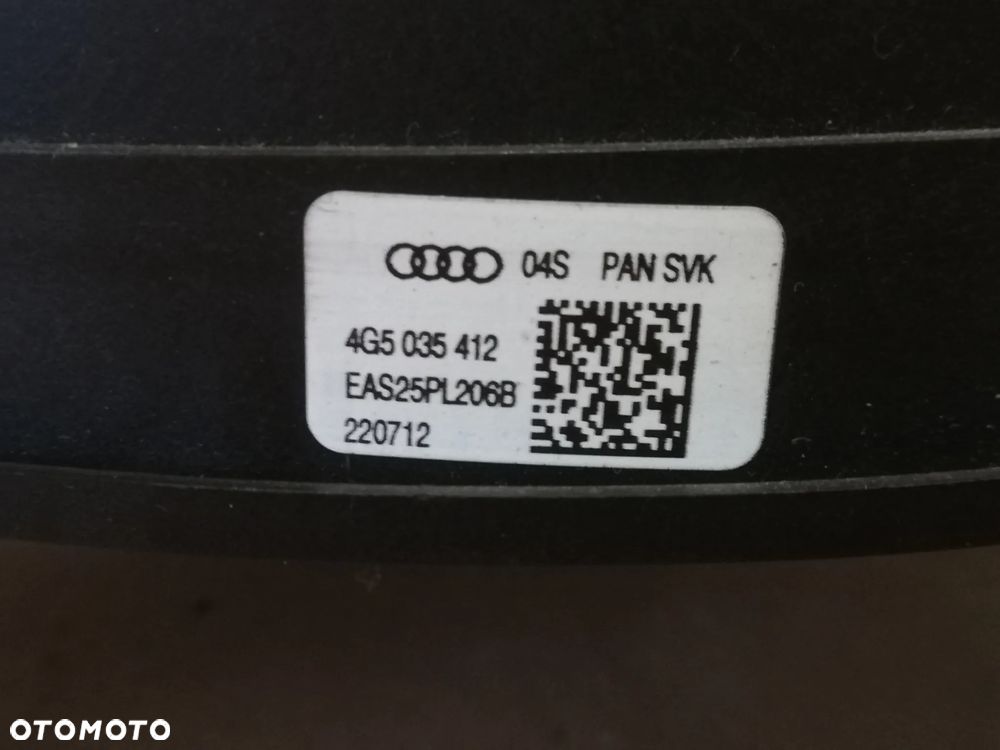 04S PAN SVK
4G5 035 412
EAS25PL206B
220712
OTOMOTO